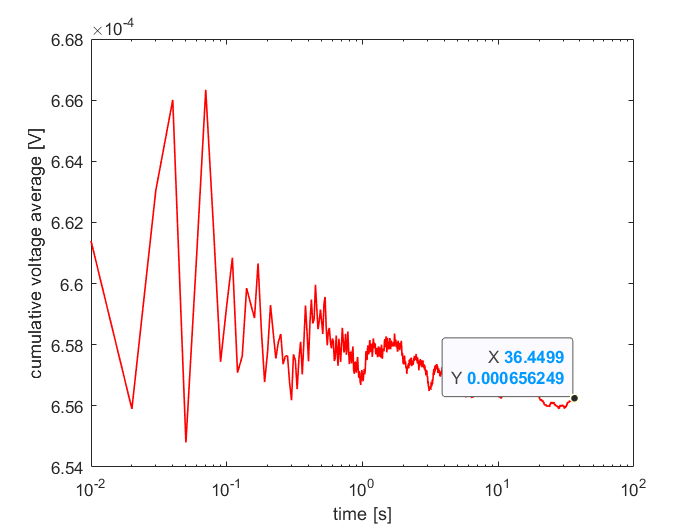 ×10⁻⁴
6.68
6.66
6.64
6.62
6.6
6.58
6.56
6.54
cumulative voltage average [V]
X 36.4499
Y 0.000656249
10⁻² 10⁻¹ 10⁰ 10¹ 10²
time [s]